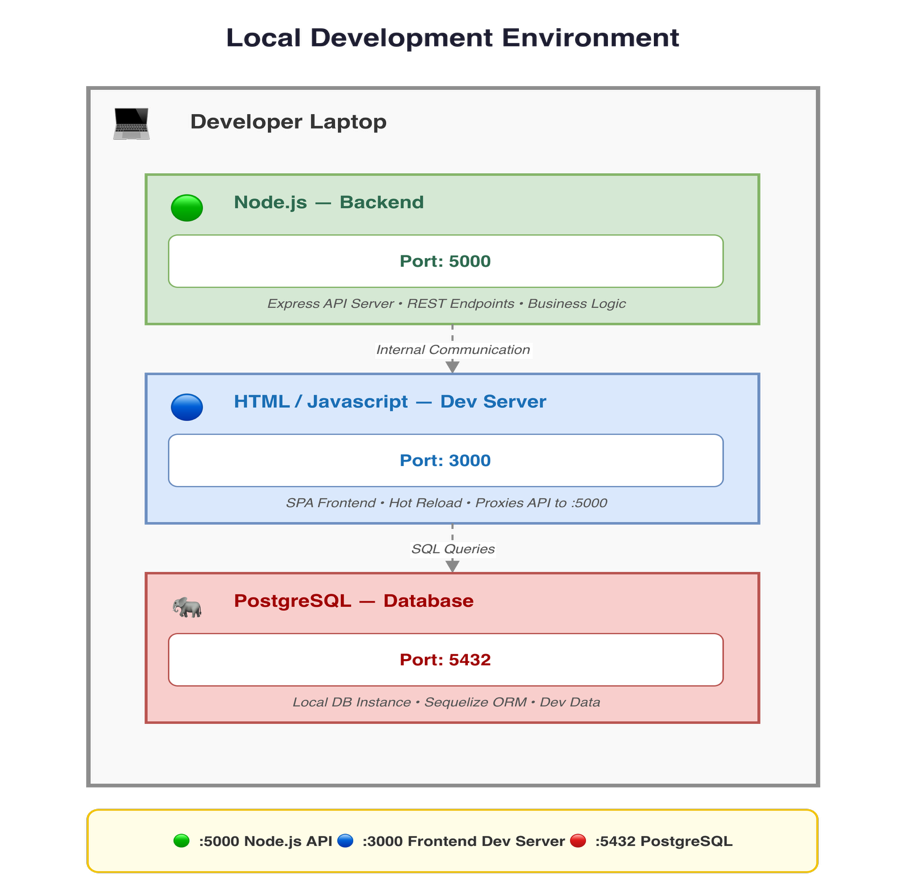 Local Development Environment
Developer Laptop
Node.js — Backend
Port: 5000
Express API Server • REST Endpoints • Business Logic
Internal Communication
HTML / Javascript — Dev Server
Port: 3000
SPA Frontend • Hot Reload • Proxies API to :5000
SQL Queries
PostgreSQL — Database
Port: 5432
Local DB Instance • Sequelize ORM • Dev Data
:5000 Node.js API :3000 Frontend Dev Server :5432 PostgreSQL